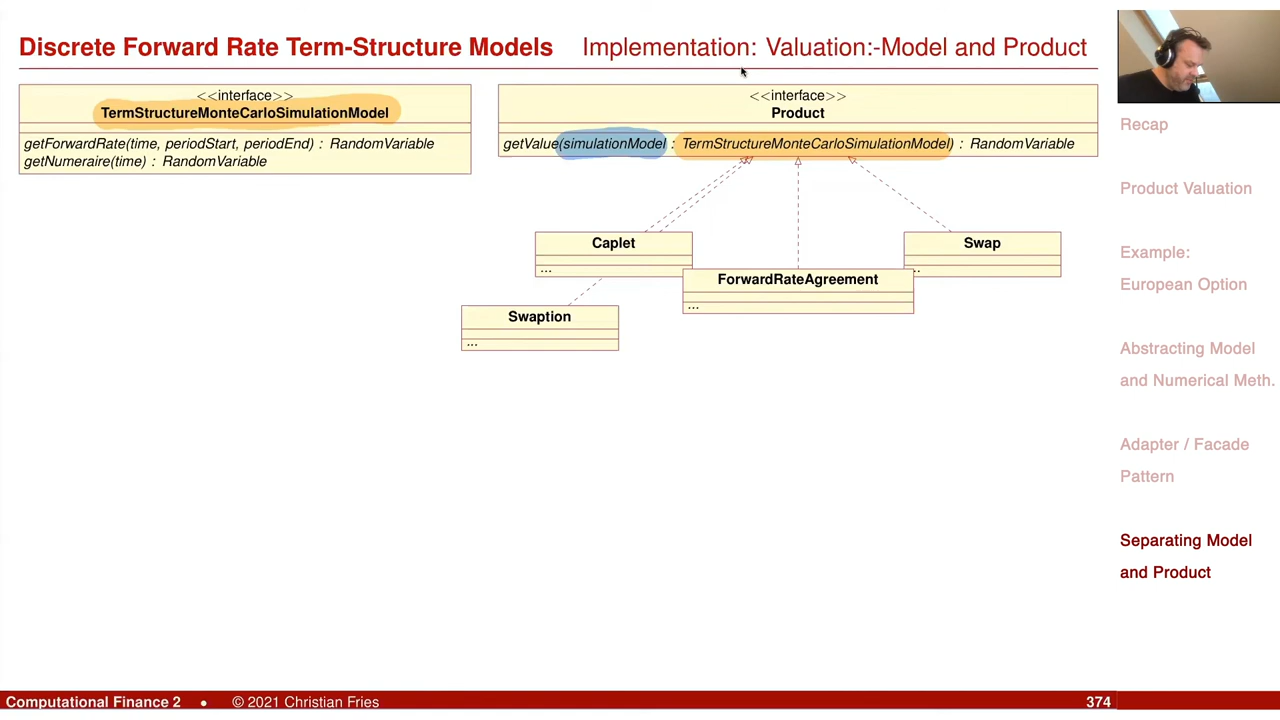 Discrete Forward Rate Term-Structure Models Implementation: Valuation:-Model and Product
<<interface>>
TermStructureMonteCarloSimulationModel
getForwardRate(time, periodStart, periodEnd) : RandomVariable
getNumeraire(time) : RandomVariable
<<interface>>
Product
getValue(simulationModel : TermStructureMonteCarloSimulationModel) : RandomVariable
Caplet
...
Swap
...
ForwardRateAgreement
...
Swaption
...
Recap
Product Valuation
Example:
European Option
Abstracting Model
and Numerical Meth.
Adapter / Facade
Pattern
Separating Model
and Product
Computational Finance 2 • © 2021 Christian Fries 374